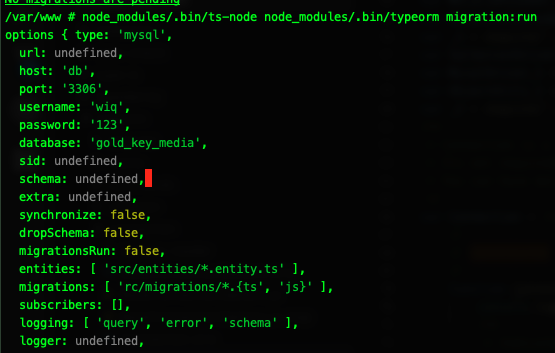 No migrations are pending
/var/www # node_modules/.bin/ts-node node_modules/.bin/typeorm migration:run
options { type: 'mysql',
  url: undefined,
  host: 'db',
  port: '3306',
  username: 'wiq',
  password: '123',
  database: 'gold_key_media',
  sid: undefined,
  schema: undefined,
  extra: undefined,
  synchronize: false,
  dropSchema: false,
  migrationsRun: false,
  entities: [ 'src/entities/*.entity.ts' ],
  migrations: [ 'rc/migrations/*.{ts', 'js}' ],
  subscribers: [],
  logging: [ 'query', 'error', 'schema' ],
  logger: undefined,